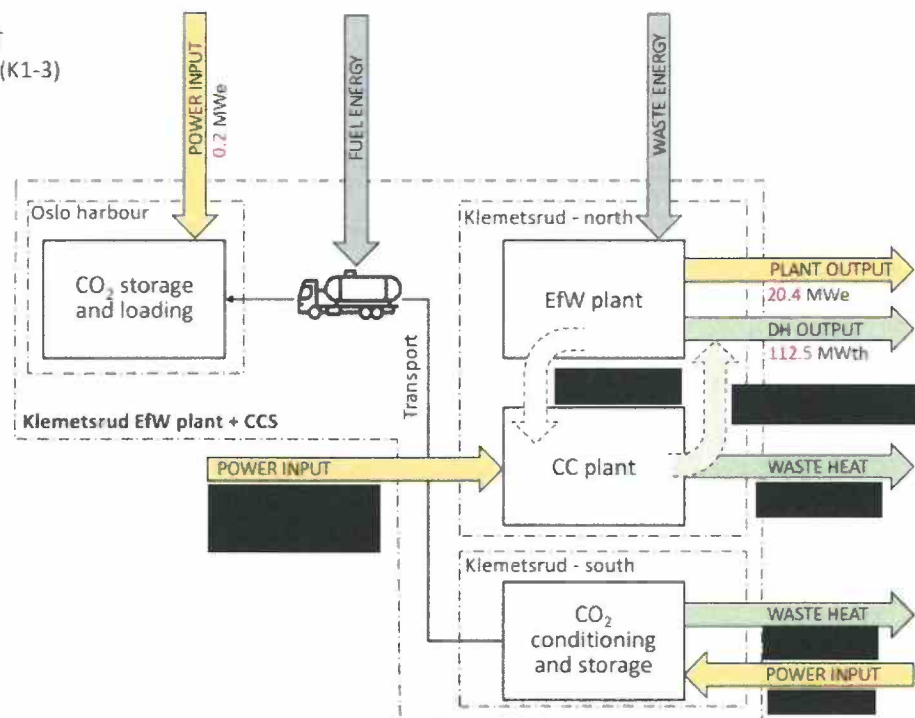 (K1-3)
POWER INPUT
0.2 MWe
FUEL ENERGY
WASTE ENERGY
Oslo harbour
CO₂ storage
and loading
Klemetsrud - north
EfW plant
PLANT OUTPUT
20.4 MWe
DH OUTPUT
112.5 MWth
Transport
Klemetsrud EfW plant + CCS
POWER INPUT
CC plant
WASTE HEAT
Klemetsrud - south
CO₂
conditioning
and storage
WASTE HEAT
POWER INPUT